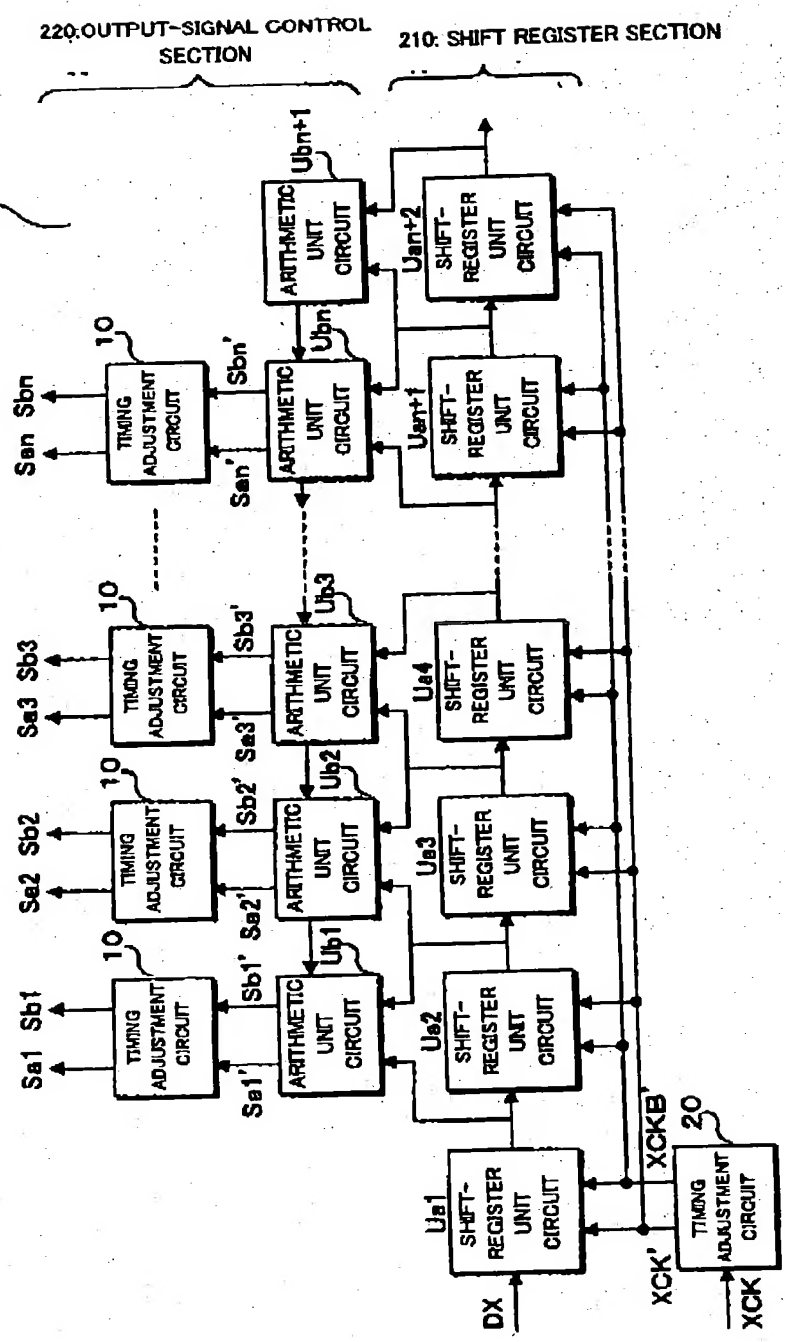 220:OUTPUT-SIGNAL CONTROL
SECTION
210: SHIFT REGISTER SECTION
Sa1 Sb1
Sa2 Sb2
Sa3 Sb3
San Sbn
10
TIMING
ADJUSTMENT
CIRCUIT
10
TIMING
ADJUSTMENT
CIRCUIT
10
TIMING
ADJUSTMENT
CIRCUIT
10
TIMING
ADJUSTMENT
CIRCUIT
Sa1' Sb1'
Sa2' Sb2'
Sa3' Sb3'
San' Sbn'
Ub1
ARITHMETIC
UNIT
CIRCUIT
Ub2
ARITHMETIC
UNIT
CIRCUIT
Ub3
ARITHMETIC
UNIT
CIRCUIT
Ubn
ARITHMETIC
UNIT
CIRCUIT
Ubn+1
ARITHMETIC
UNIT
CIRCUIT
Ua1
SHIFT-
REGISTER
UNIT
CIRCUIT
Ua2
SHIFT-
REGISTER
UNIT
CIRCUIT
Ua3
SHIFT-
REGISTER
UNIT
CIRCUIT
Ua4
SHIFT-
REGISTER
UNIT
CIRCUIT
Uan+1
SHIFT-
REGISTER
UNIT
CIRCUIT
Uan+2
SHIFT-
REGISTER
UNIT
CIRCUIT
DX
XCK'
XCKB'
20
TIMING
ADJUSTMENT
CIRCUIT
XCK